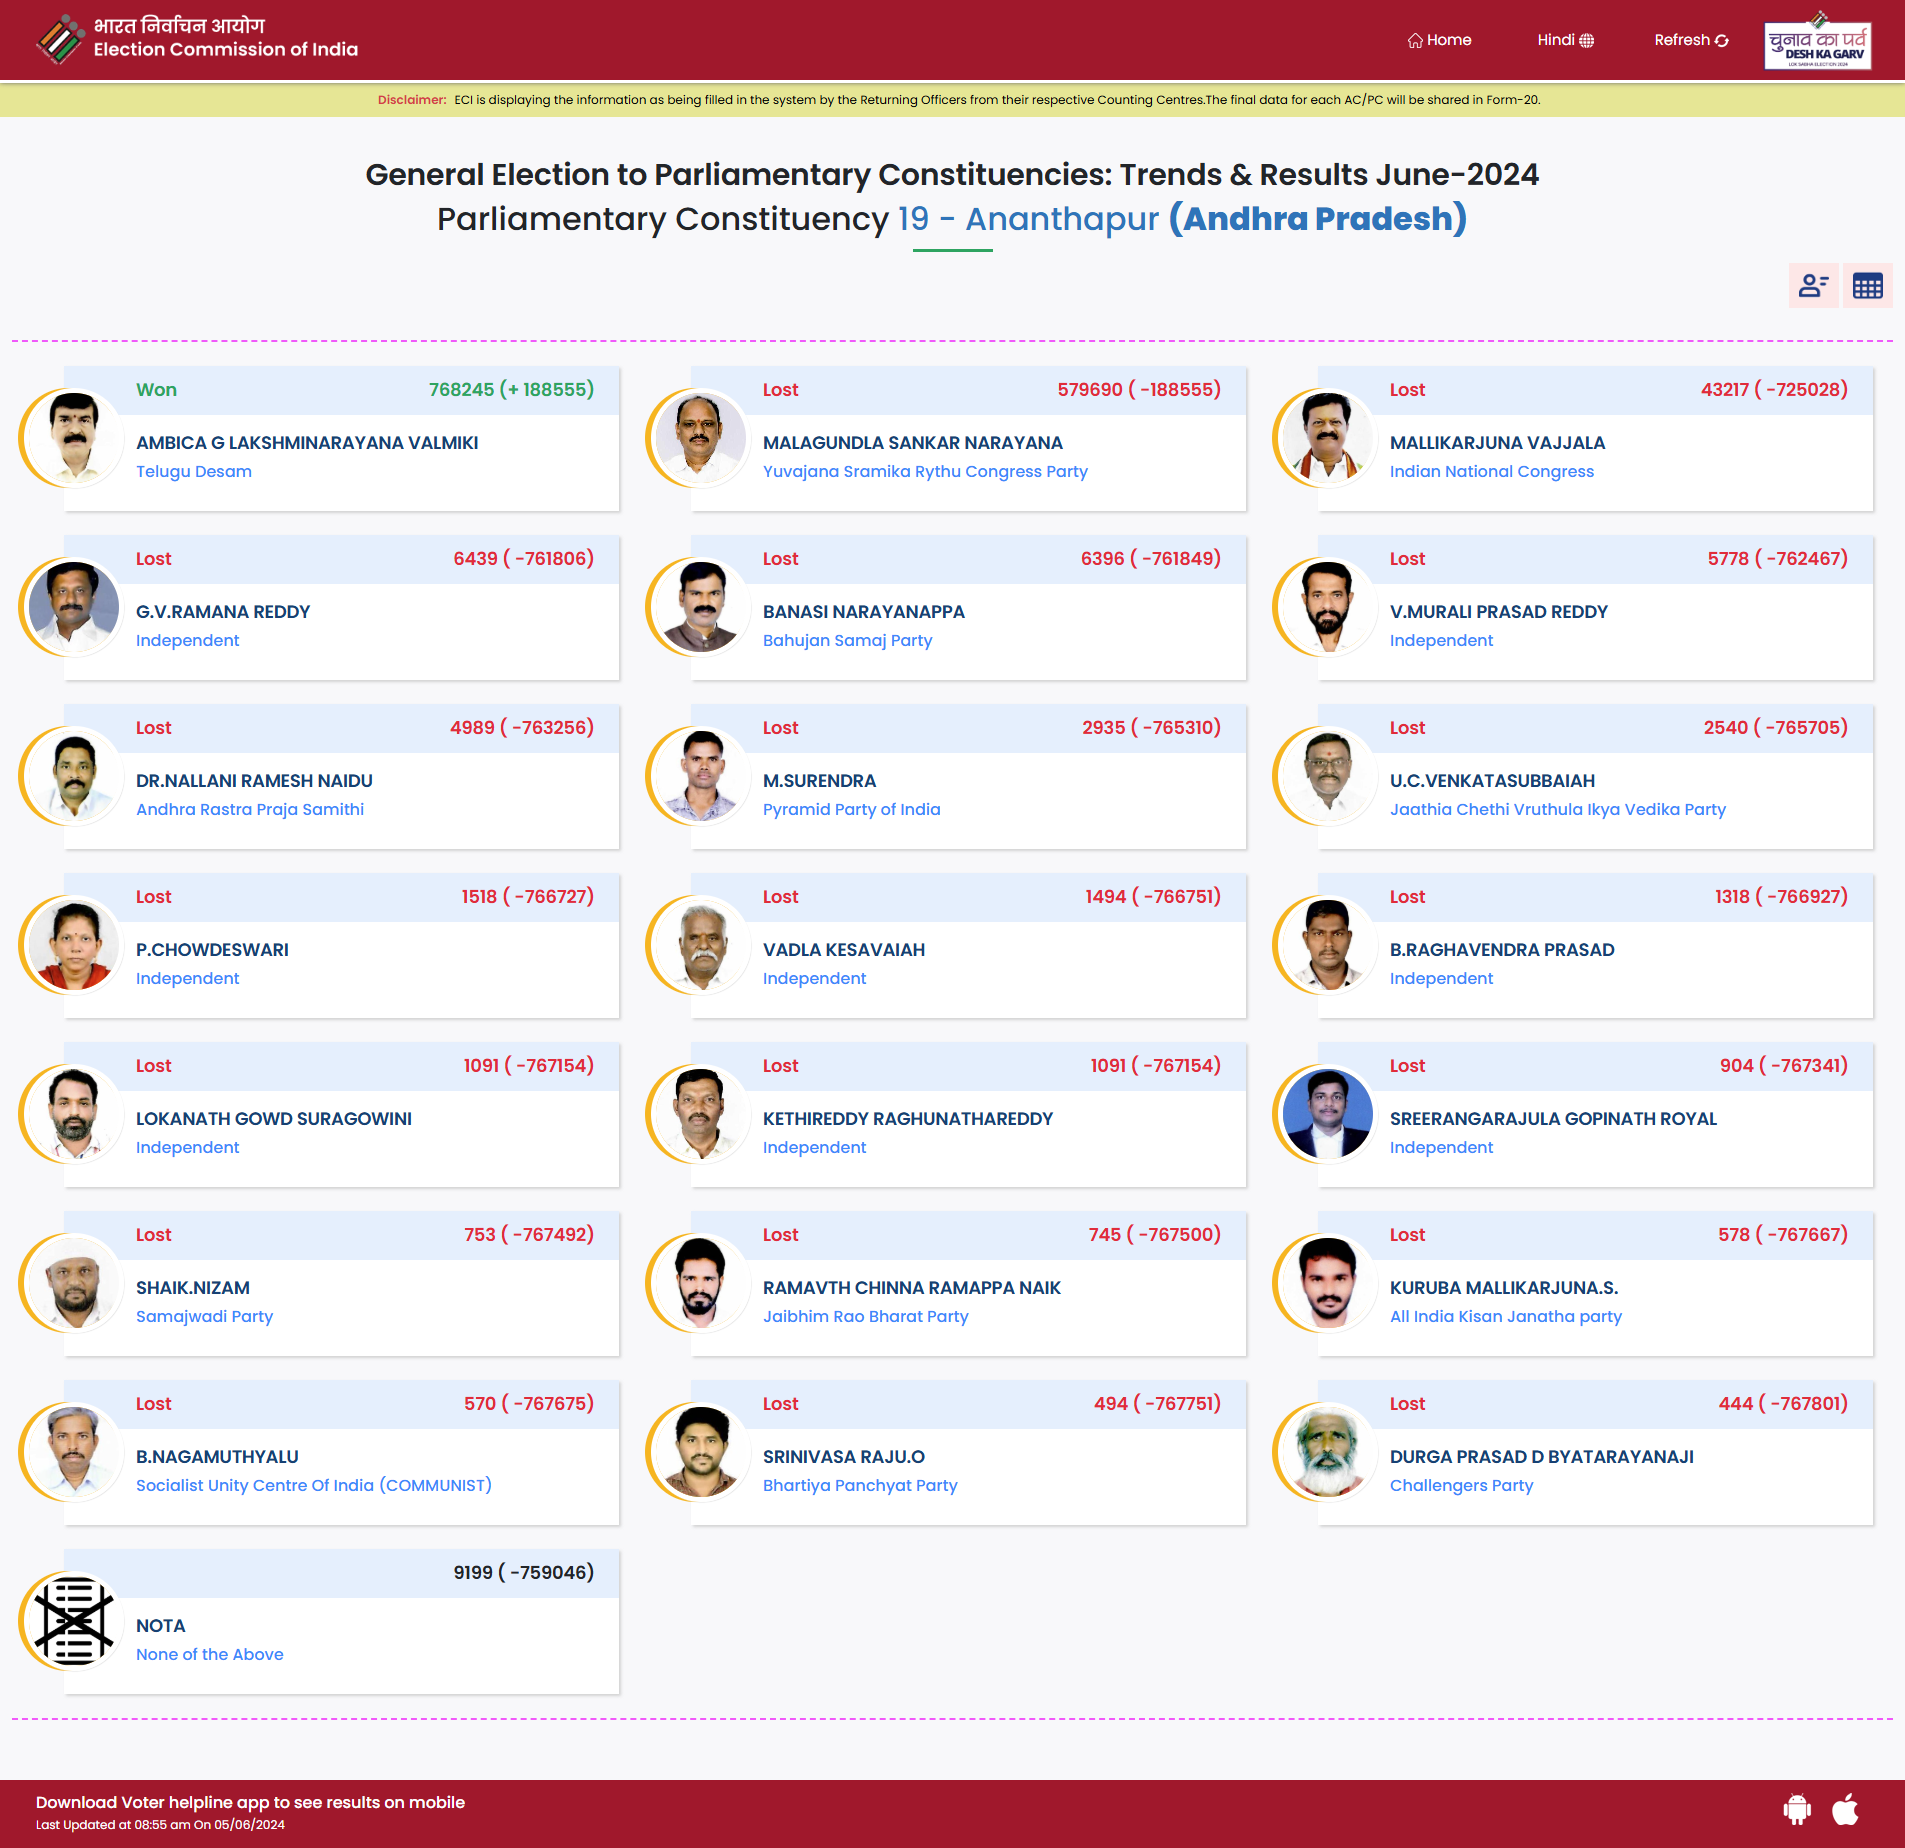 भारत निर्वाचन आयोग
Election Commission of India
Home
Hindi
Refresh
चुनाव का पर्व
DESH KA GARV
LOK SABHA ELECTION 2024
Disclaimer: ECI is displaying the information as being filled in the system by the Returning Officers from their respective Counting Centres.The final data for each AC/PC will be shared in Form-20.
General Election to Parliamentary Constituencies: Trends & Results June-2024
Parliamentary Constituency 19 - Ananthapur (Andhra Pradesh)
Won 768245 (+ 188555)
AMBICA G LAKSHMINARAYANA VALMIKI
Telugu Desam
Lost 579690 ( -188555)
MALAGUNDLA SANKAR NARAYANA
Yuvajana Sramika Rythu Congress Party
Lost 43217 ( -725028)
MALLIKARJUNA VAJJALA
Indian National Congress
Lost 6439 ( -761806)
G.V.RAMANA REDDY
Independent
Lost 6396 ( -761849)
BANASI NARAYANAPPA
Bahujan Samaj Party
Lost 5778 ( -762467)
V.MURALI PRASAD REDDY
Independent
Lost 4989 ( -763256)
DR.NALLANI RAMESH NAIDU
Andhra Rastra Praja Samithi
Lost 2935 ( -765310)
M.SURENDRA
Pyramid Party of India
Lost 2540 ( -765705)
U.C.VENKATASUBBAIAH
Jaathia Chethi Vruthula Ikya Vedika Party
Lost 1518 ( -766727)
P.CHOWDESWARI
Independent
Lost 1494 ( -766751)
VADLA KESAVAIAH
Independent
Lost 1318 ( -766927)
B.RAGHAVENDRA PRASAD
Independent
Lost 1091 ( -767154)
LOKANATH GOWD SURAGOWINI
Independent
Lost 1091 ( -767154)
KETHIREDDY RAGHUNATHAREDDY
Independent
Lost 904 ( -767341)
SREERANGARAJULA GOPINATH ROYAL
Independent
Lost 753 ( -767492)
SHAIK.NIZAM
Samajwadi Party
Lost 745 ( -767500)
RAMAVTH CHINNA RAMAPPA NAIK
Jaibhim Rao Bharat Party
Lost 578 ( -767667)
KURUBA MALLIKARJUNA.S.
All India Kisan Janatha party
Lost 570 ( -767675)
B.NAGAMUTHYALU
Socialist Unity Centre Of India (COMMUNIST)
Lost 494 ( -767751)
SRINIVASA RAJU.O
Bhartiya Panchyat Party
Lost 444 ( -767801)
DURGA PRASAD D BYATARAYANAJI
Challengers Party
9199 ( -759046)
NOTA
None of the Above
Download Voter helpline app to see results on mobile
Last Updated at 08:55 am On 05/06/2024